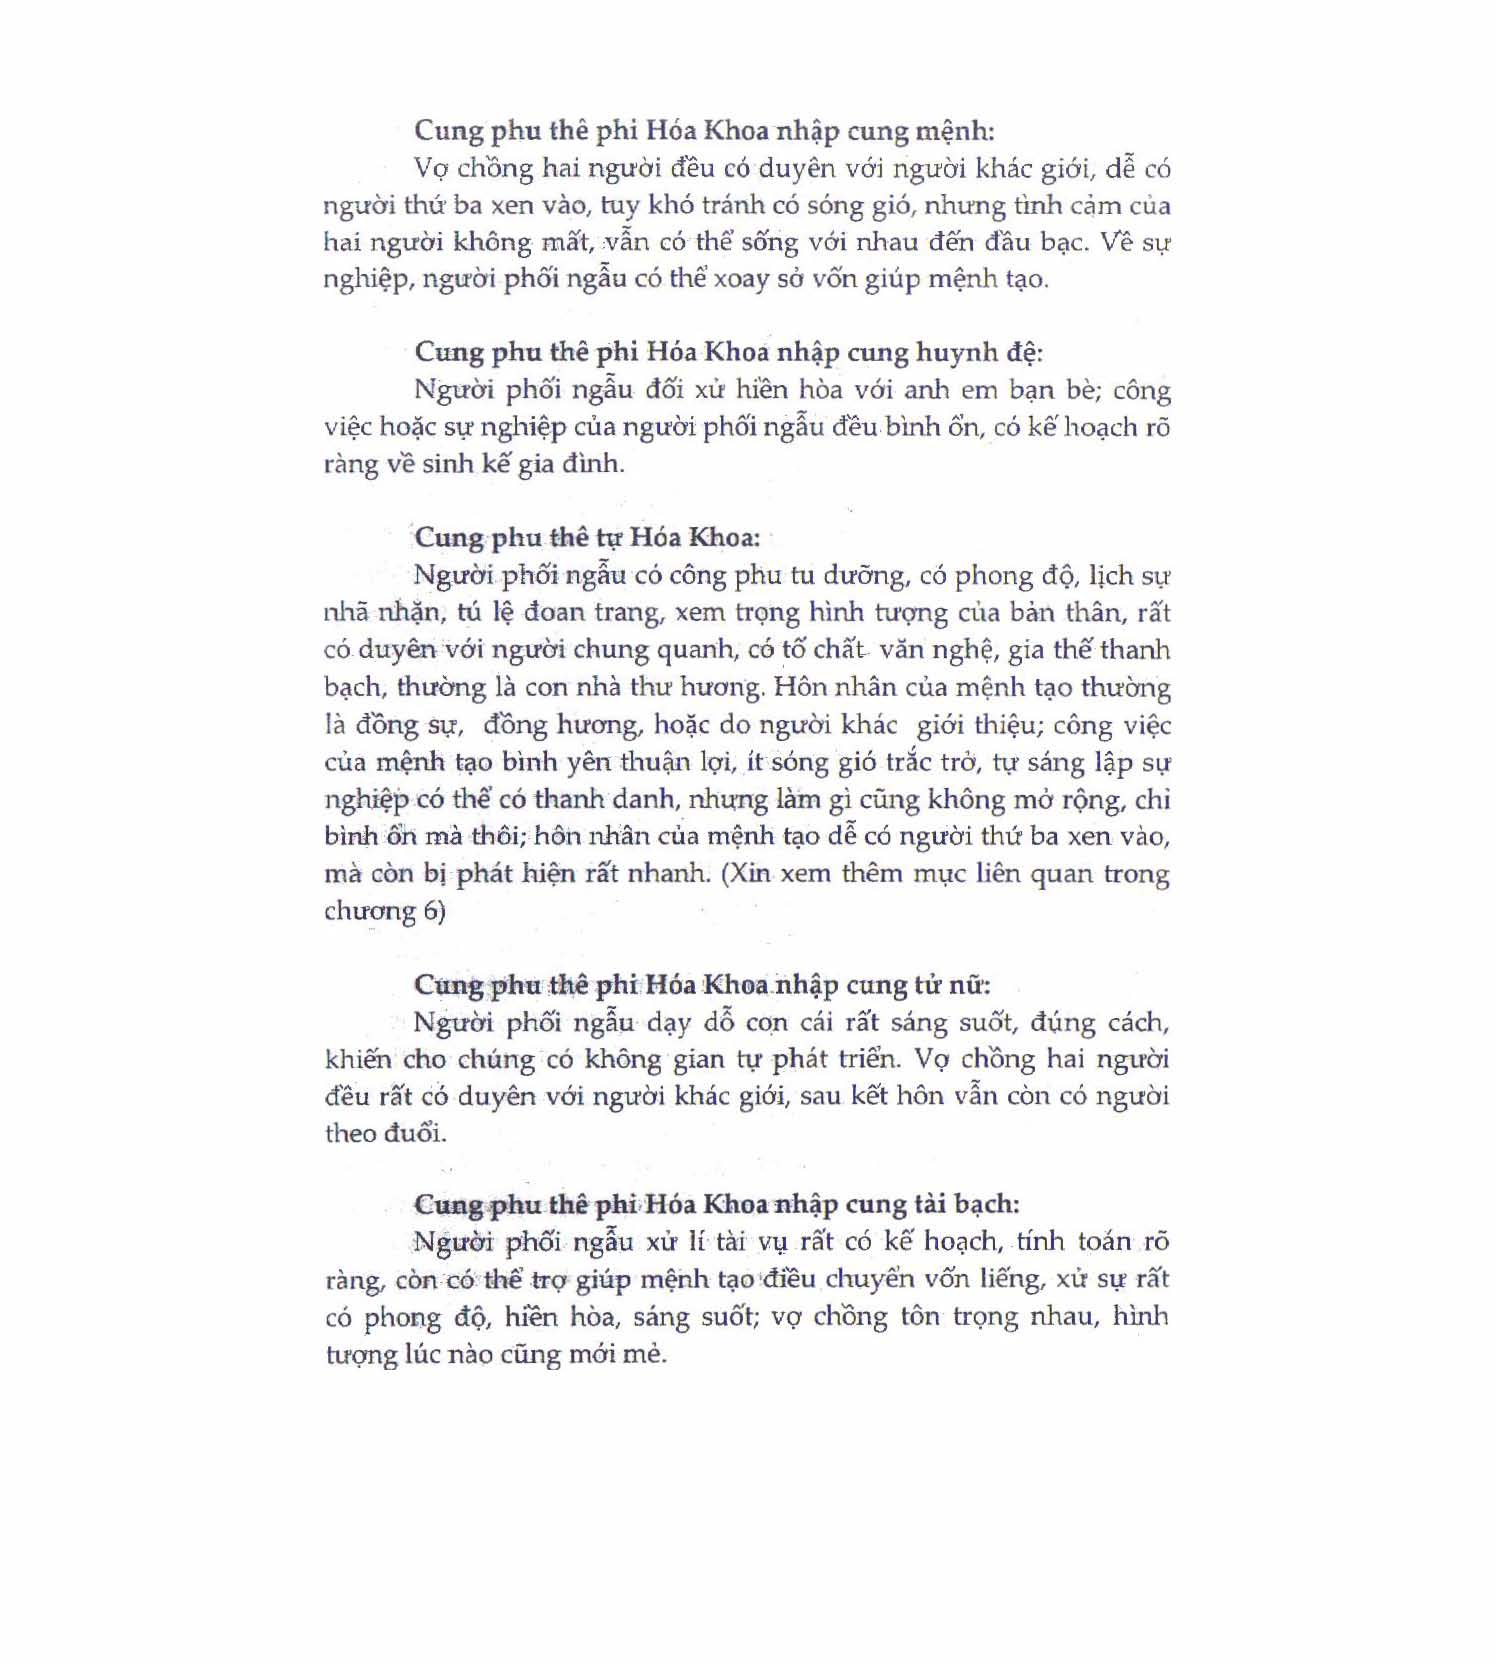 Cung phu thê phi Hóa Khoa nhập cung mệnh:
Vợ chồng hai người đều có duyên với người khác giới, dễ có
người thứ ba xen vào, tuy khó tránh có sóng gió, nhưng tình cảm của
hai người không mất, vẫn có thể sống với nhau đến đầu bạc. Về sự
nghiệp, người phối ngẫu có thể xoay sở vốn giúp mệnh tạo.
Cung phu thê phi Hóa Khoa nhập cung huynh đệ:
Người phối ngẫu đối xử hiền hòa với anh em bạn bè; công
việc hoặc sự nghiệp của người phối ngẫu đều bình ổn, có kế hoạch rõ
ràng về sinh kế gia đình.
Cung phu thê tự Hóa Khoa:
Người phối ngẫu có công phu tu dưỡng, có phong độ, lịch sự
nhã nhặn, tú lệ đoan trang, xem trọng hình tượng của bản thân, rất
có duyên với người chung quanh, có tố chất văn nghệ, gia thế thanh
bạch, thường là con nhà thư hương. Hôn nhân của mệnh tạo thường
là đồng sự, đồng hương, hoặc do người khác giới thiệu; công việc
của mệnh tạo bình yên thuận lợi, ít sóng gió trắc trở, tự sáng lập sự
nghiệp có thể có thanh danh, nhưng làm gì cũng không mở rộng, chỉ
bình ổn mà thôi; hôn nhân của mệnh tạo dễ có người thứ ba xen vào,
mà còn bị phát hiện rất nhanh. (Xin xem thêm mục liên quan trong
chương 6)
Cung phu thê phi Hóa Khoa nhập cung tử nữ:
Người phối ngẫu dạy dỗ con cái rất sáng suốt, đúng cách,
khiến cho chúng có không gian tự phát triển. Vợ chồng hai người
đều rất có duyên với người khác giới, sau kết hôn vẫn còn có người
theo đuổi.
Cung phu thê phi Hóa Khoa nhập cung tài bạch:
Người phối ngẫu xử lí tài vụ rất có kế hoạch, tính toán rõ
ràng, còn có thể trợ giúp mệnh tạo điều chuyển vốn liếng, xử sự rất
có phong độ, hiền hòa, sáng suốt; vợ chồng tôn trọng nhau, hình
tượng lúc nào cũng mới mẻ.